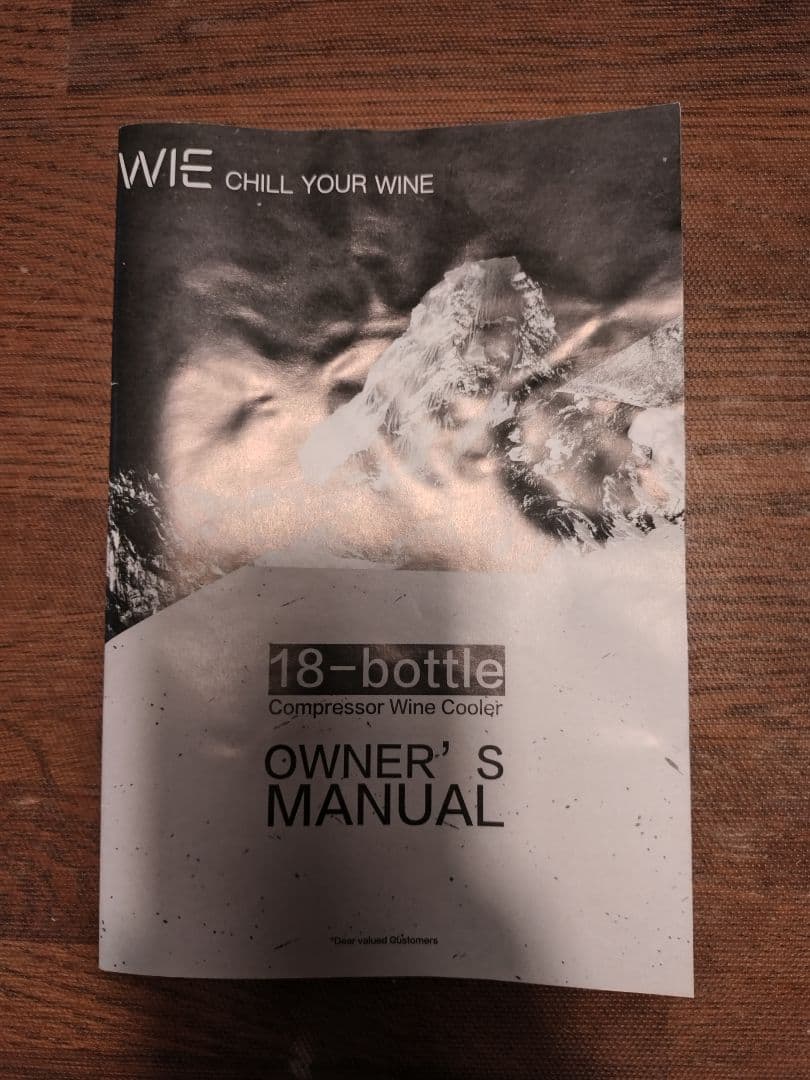 WIE CHILL YOUR WINE
18-bottle
Compressor Wine Cooler
OWNER'S
MANUAL
*Dear valued Customers